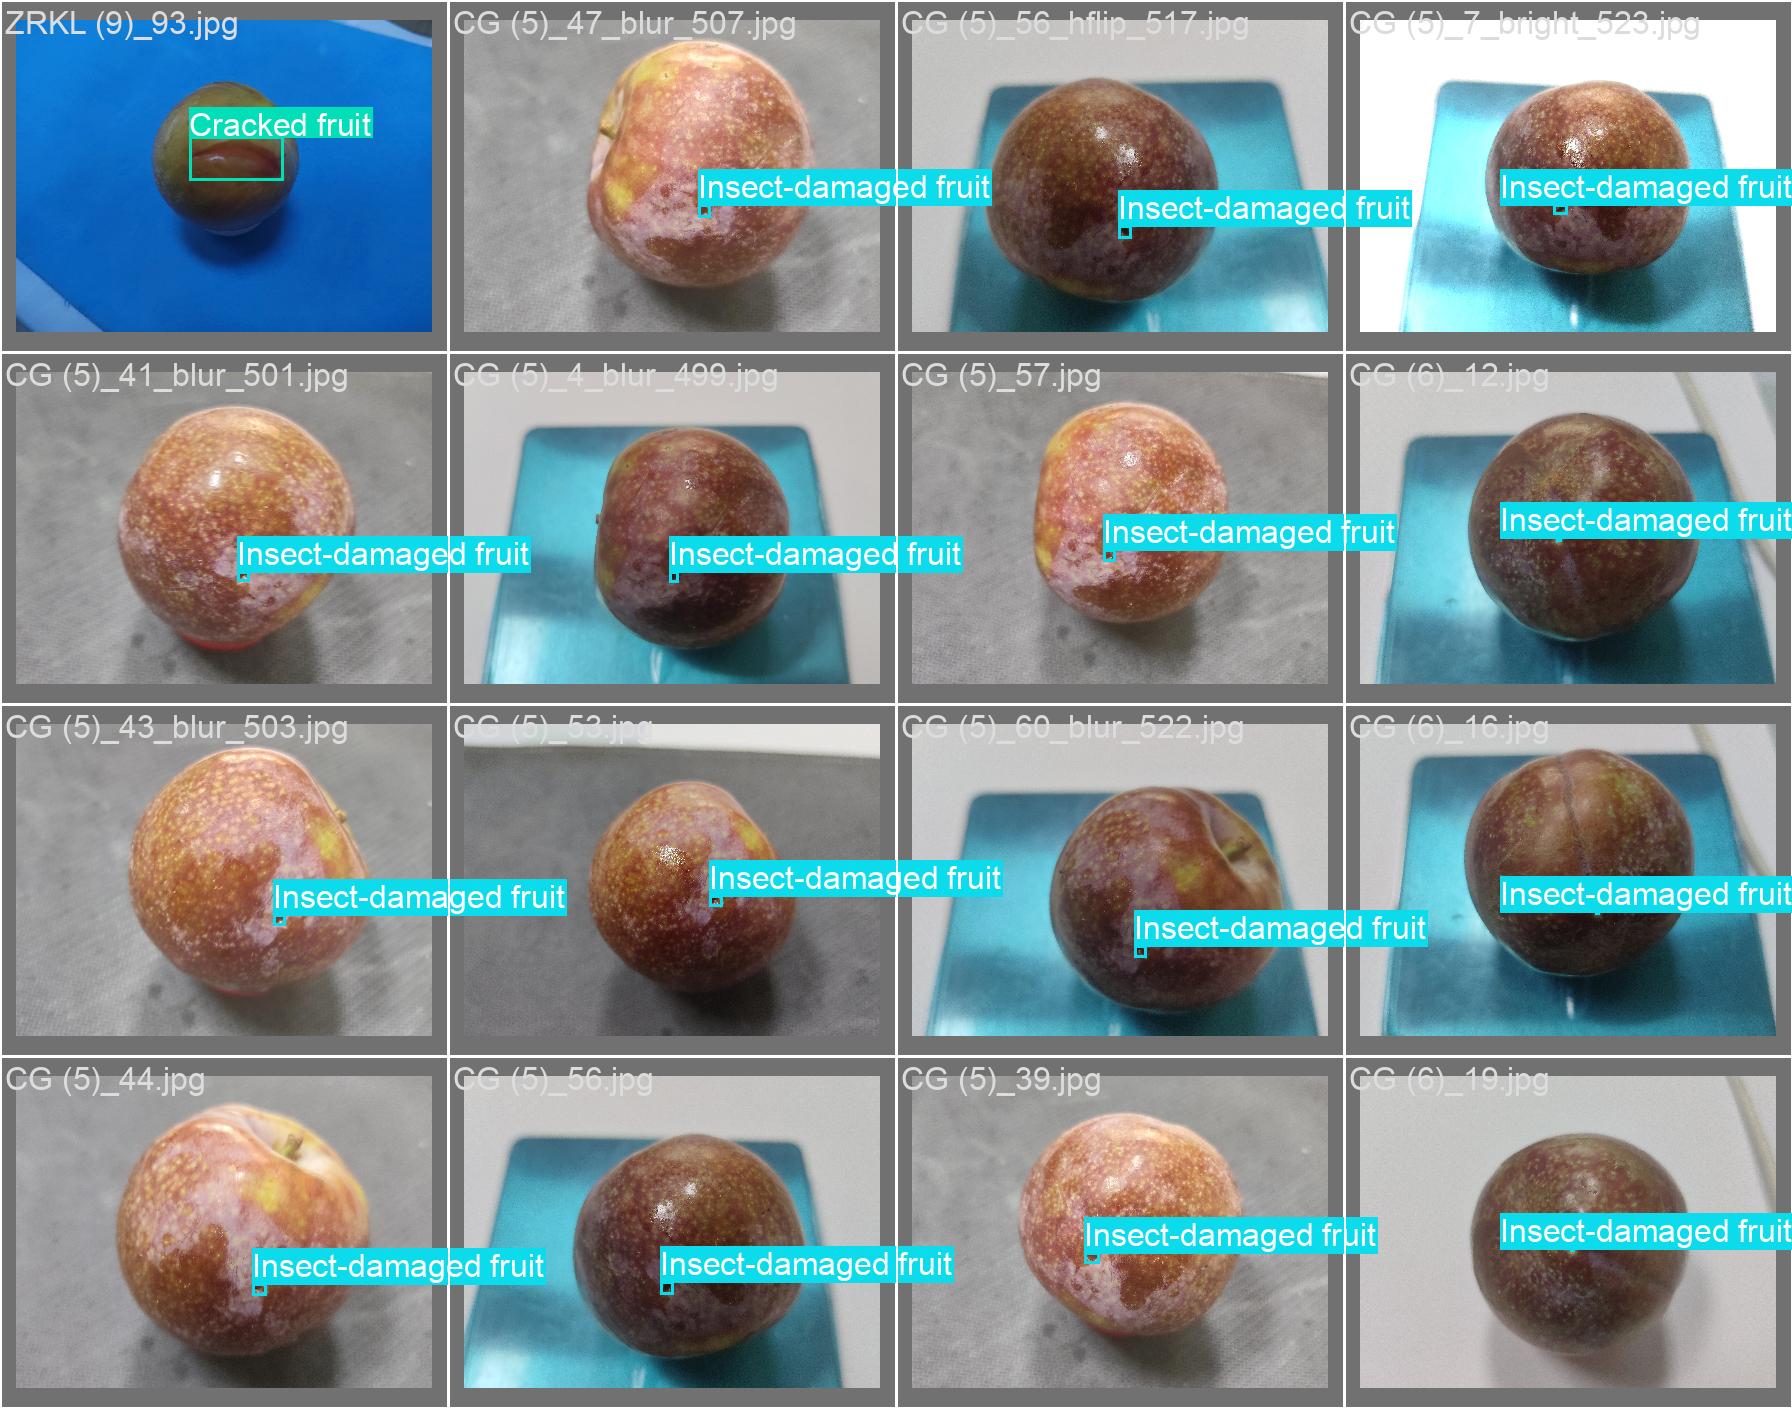 ZRKL (9)_93.jpg
Cracked fruit
CG (5)_47_blur_507.jpg
Insect-damaged fruit
CG (5)_56_hflip_517.jpg
Insect-damaged fruit
CG (5)_7_bright_523.jpg
Insect-damaged fruit
CG (5)_41_blur_501.jpg
Insect-damaged fruit
CG (5)_4_blur_499.jpg
Insect-damaged fruit
CG (5)_57.jpg
Insect-damaged fruit
CG (6)_12.jpg
Insect-damaged fruit
CG (5)_43_blur_503.jpg
Insect-damaged fruit
CG (5)_53.jpg
Insect-damaged fruit
CG (5)_60_blur_522.jpg
Insect-damaged fruit
CG (6)_16.jpg
Insect-damaged fruit
CG (5)_44.jpg
Insect-damaged fruit
CG (5)_56.jpg
Insect-damaged fruit
CG (5)_39.jpg
Insect-damaged fruit
CG (6)_19.jpg
Insect-damaged fruit